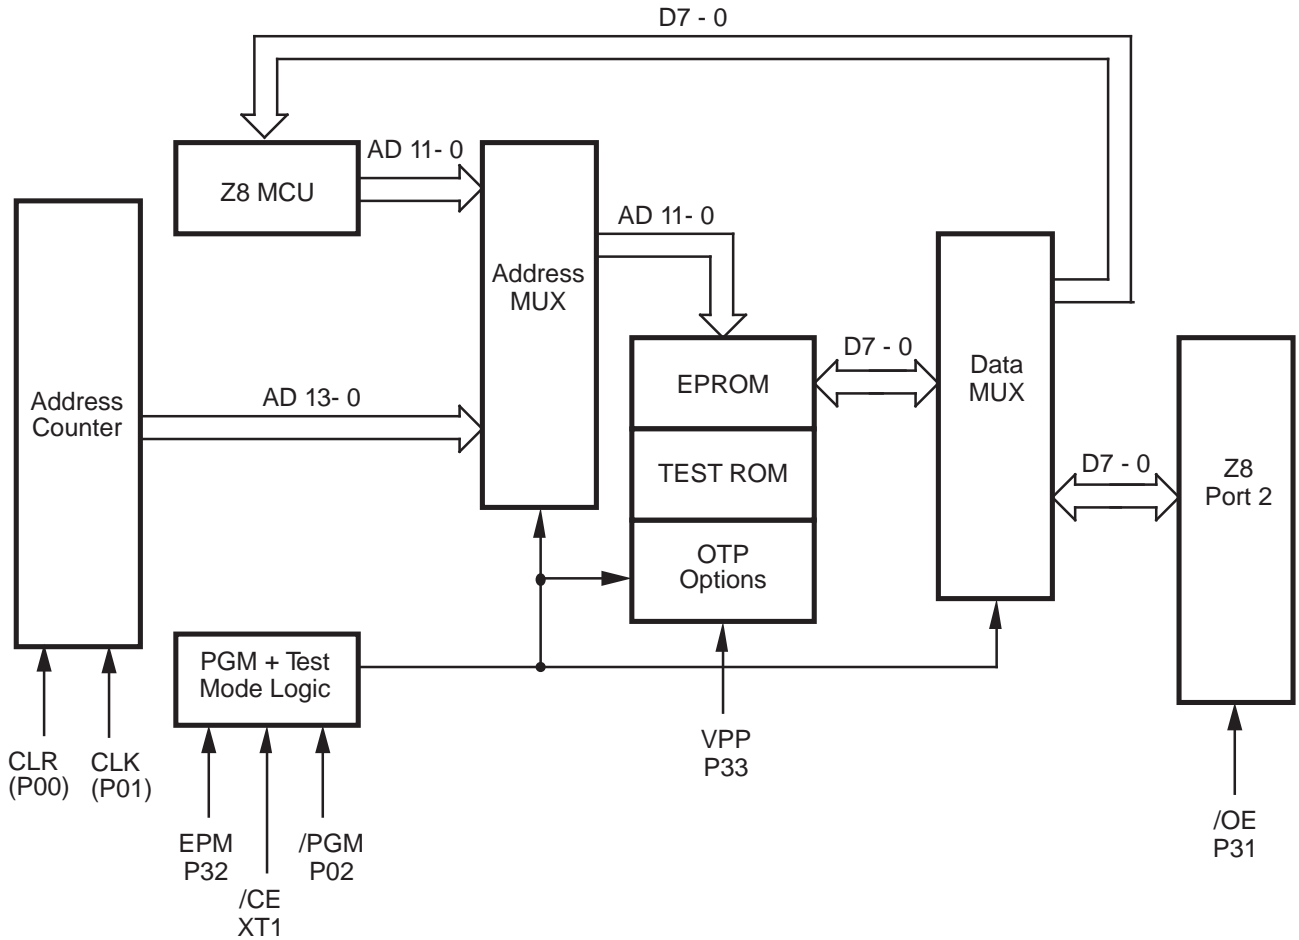 D7 - 0
AD 11- 0
Z8 MCU
AD 11- 0
Address
MUX
EPROM
D7 - 0
Data
MUX
AD 13- 0
Address
Counter
TEST ROM
D7 - 0
Z8
Port 2
OTP
Options
PGM + Test
Mode Logic
CLR
(P00)
CLK
(P01)
VPP
P33
EPM
P32
/PGM
P02
/OE
P31
/CE
XT1